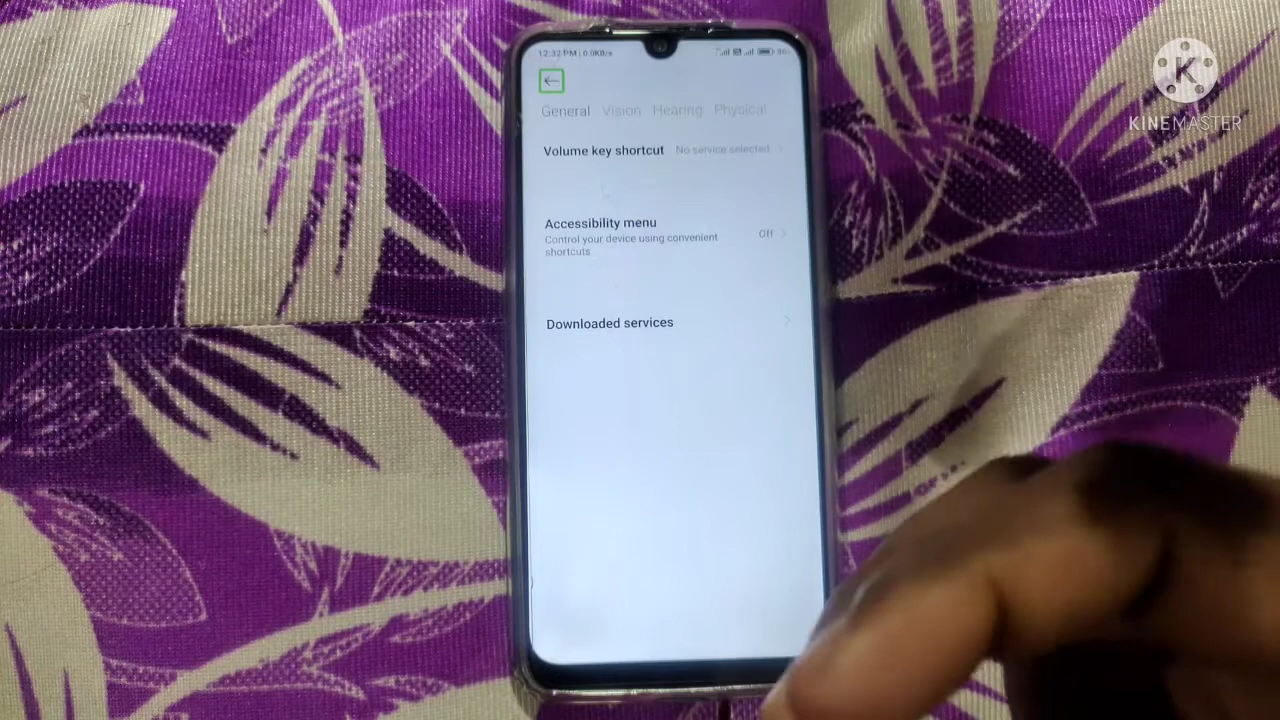 12:32 PM | 0.0KB/s
General Vision Hearing Physical
Volume key shortcut No service selected
Accessibility menu
Control your device using convenient
shortcuts
Off
Downloaded services
K
KINEMASTER